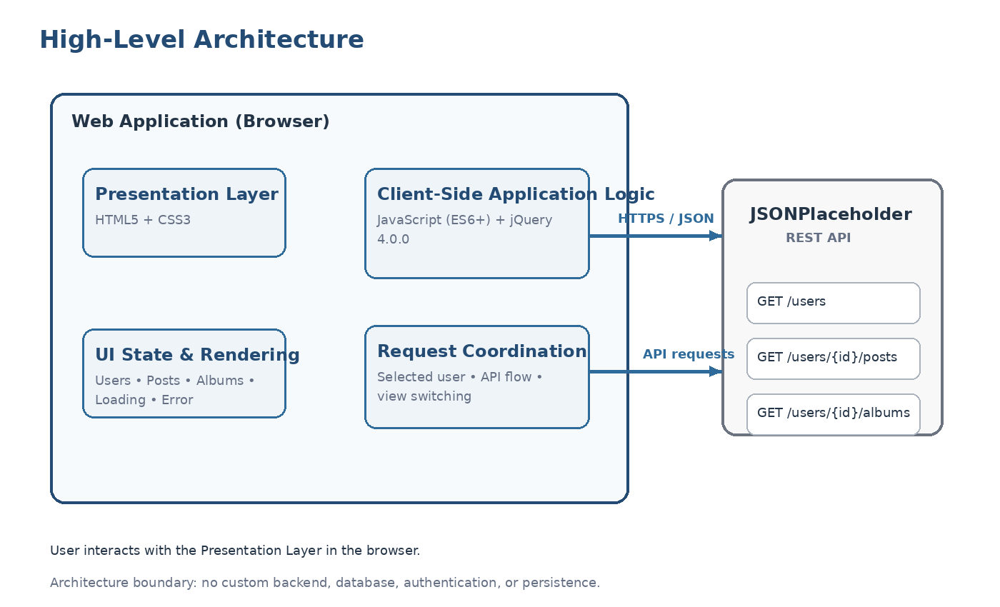 High-Level Architecture
Web Application (Browser)
Presentation Layer
HTML5 + CSS3
Client-Side Application Logic
JavaScript (ES6+) + jQuery
4.0.0
HTTPS / JSON
JSONPlaceholder
REST API
GET /users
GET /users/{id}/posts
GET /users/{id}/albums
UI State & Rendering
Users • Posts • Albums •
Loading • Error
Request Coordination
Selected user • API flow •
view switching
API requests
User interacts with the Presentation Layer in the browser.
Architecture boundary: no custom backend, database, authentication, or persistence.